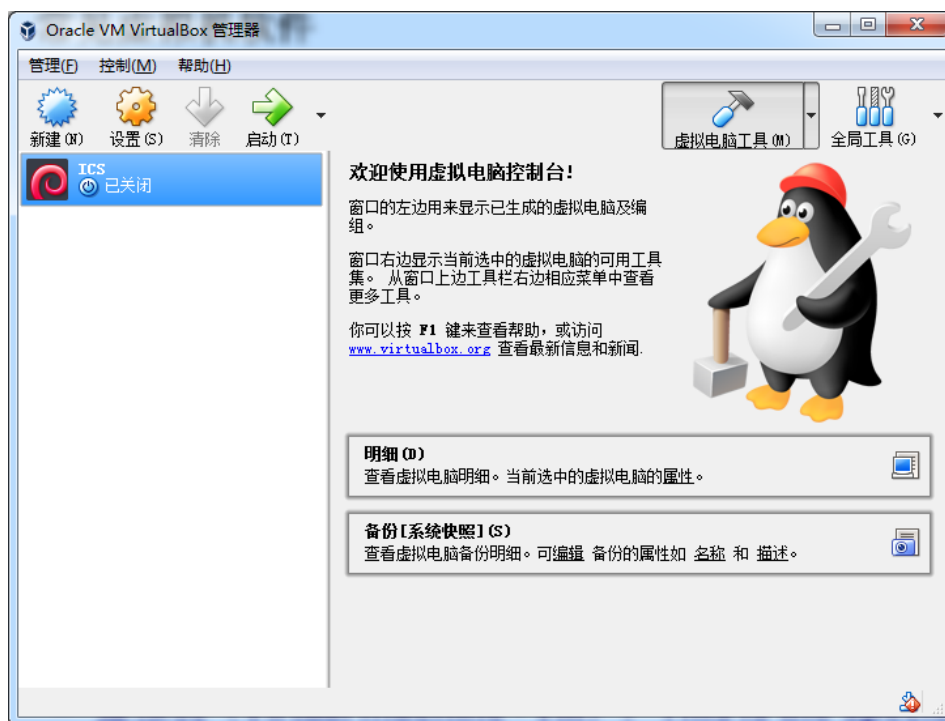 Oracle VM VirtualBox 管理器
管理(F) 控制(M) 帮助(H)
新建(N) 设置(S) 清除 启动(T) 虚拟电脑工具(M) 全局工具(G)
ICS
已关闭
欢迎使用虚拟电脑控制台!
窗口的左边用来显示已生成的虚拟电脑及编
组。
窗口右边显示当前选中的虚拟电脑的可用工具
集。 从窗口上边工具栏右边相应菜单中查看
更多工具。
你可以按 F1 键来查看帮助，或访问
www.virtualbox.org 查看最新信息和新闻.
明细(D)
查看虚拟电脑明细。当前选中的虚拟电脑的属性。
备份[系统快照](S)
查看虚拟电脑备份明细。可编辑 备份的属性如 名称 和 描述。